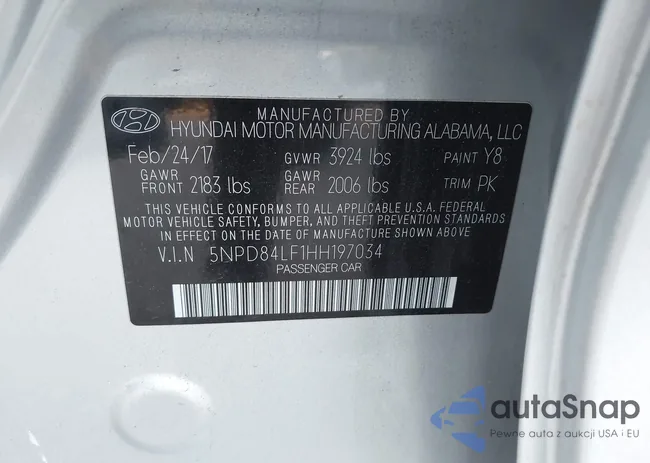 MANUFACTURED BY
HYUNDAI MOTOR MANUFACTURING ALABAMA, LLC
Feb/24/17 GVWR 3924 lbs PAINT Y8
GAWR FRONT 2183 lbs GAWR REAR 2006 lbs TRIM PK
THIS VEHICLE CONFORMS TO ALL APPLICABLE U.S.A. FEDERAL
MOTOR VEHICLE SAFETY, BUMPER, AND THEFT PREVENTION STANDARDS
IN EFFECT ON THE DATE OF MANUFACTURE SHOWN ABOVE.
V.I.N 5NPD84LF1HH197034
PASSENGER CAR
autoSnap
Pewne auta z aukcji USA i EU